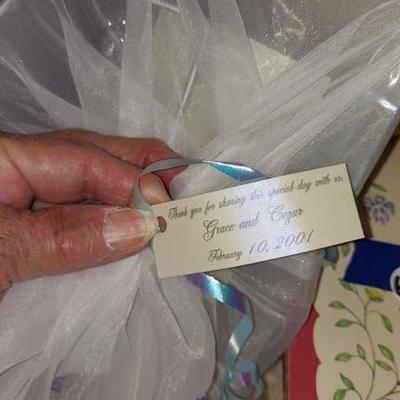 Thank you for sharing this special day with us.
Grace and Cezar
February 10, 2001